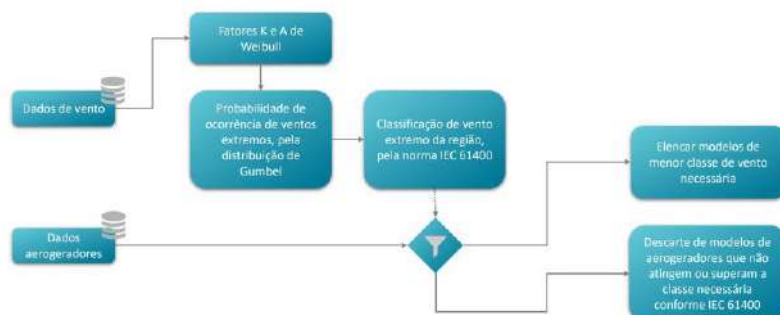 Fatores K e A de
Weibull
Dados de vento
Probabilidade de
ocorrência de ventos
extremos, pela
distribuição de
Gumbel
Classificação de vento
extremo da região,
pela norma IEC 61400
Elencar modelos de
menor classe de vento
necessária
Dados
aerogeradores
Descarte de modelos de
aerogeradores que não
atingem ou superam a
classe necessária
conforme IEC 61400